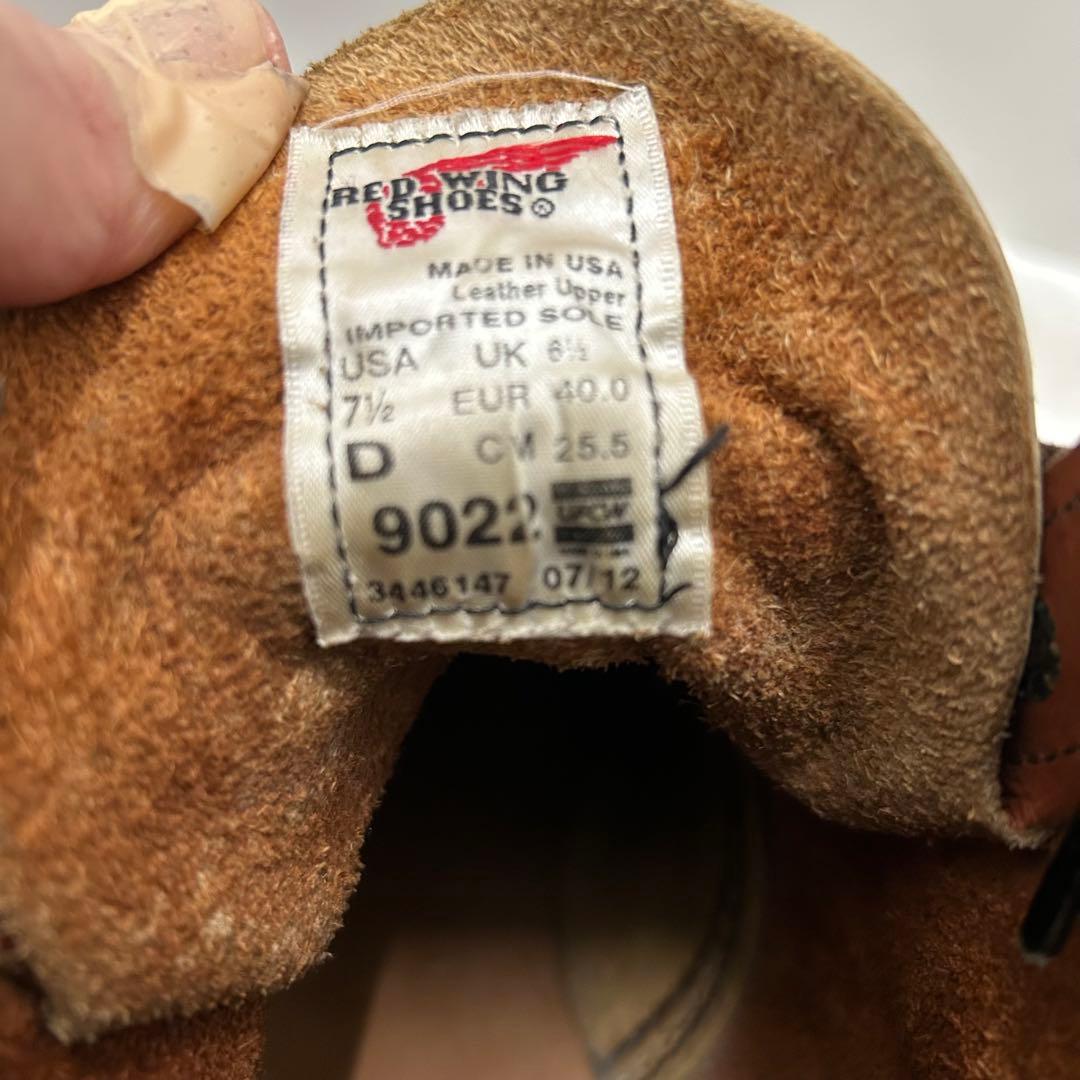 RED WING
SHOES®
MADE IN USA
Leather Upper
IMPORTED SOLE
USA UK 6½
7½ EUR 40.0
D CM 25.5
9022 UFCW
3446147 07/12